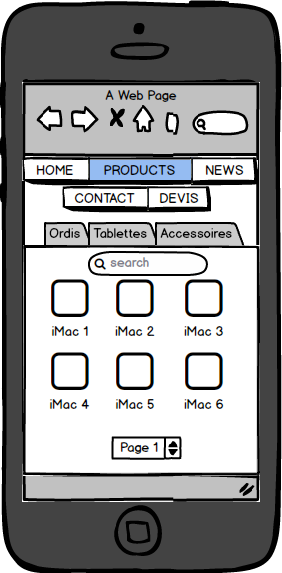 A Web Page
HOME PRODUCTS NEWS
CONTACT DEVIS
Ordis Tablettes Accessoires
search
iMac 1 iMac 2 iMac 3
iMac 4 iMac 5 iMac 6
Page 1